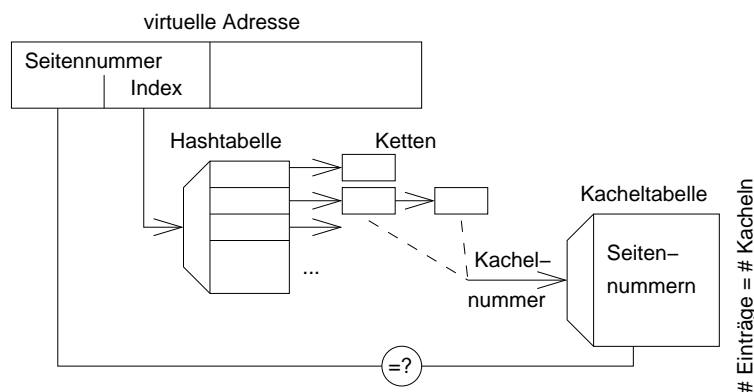 virtuelle Adresse
Seitennummer
Index
Hashtabelle
Ketten
Kacheltabelle
...
Kachel–
nummer
Seiten–
nummern
=?
# Einträge = # Kacheln